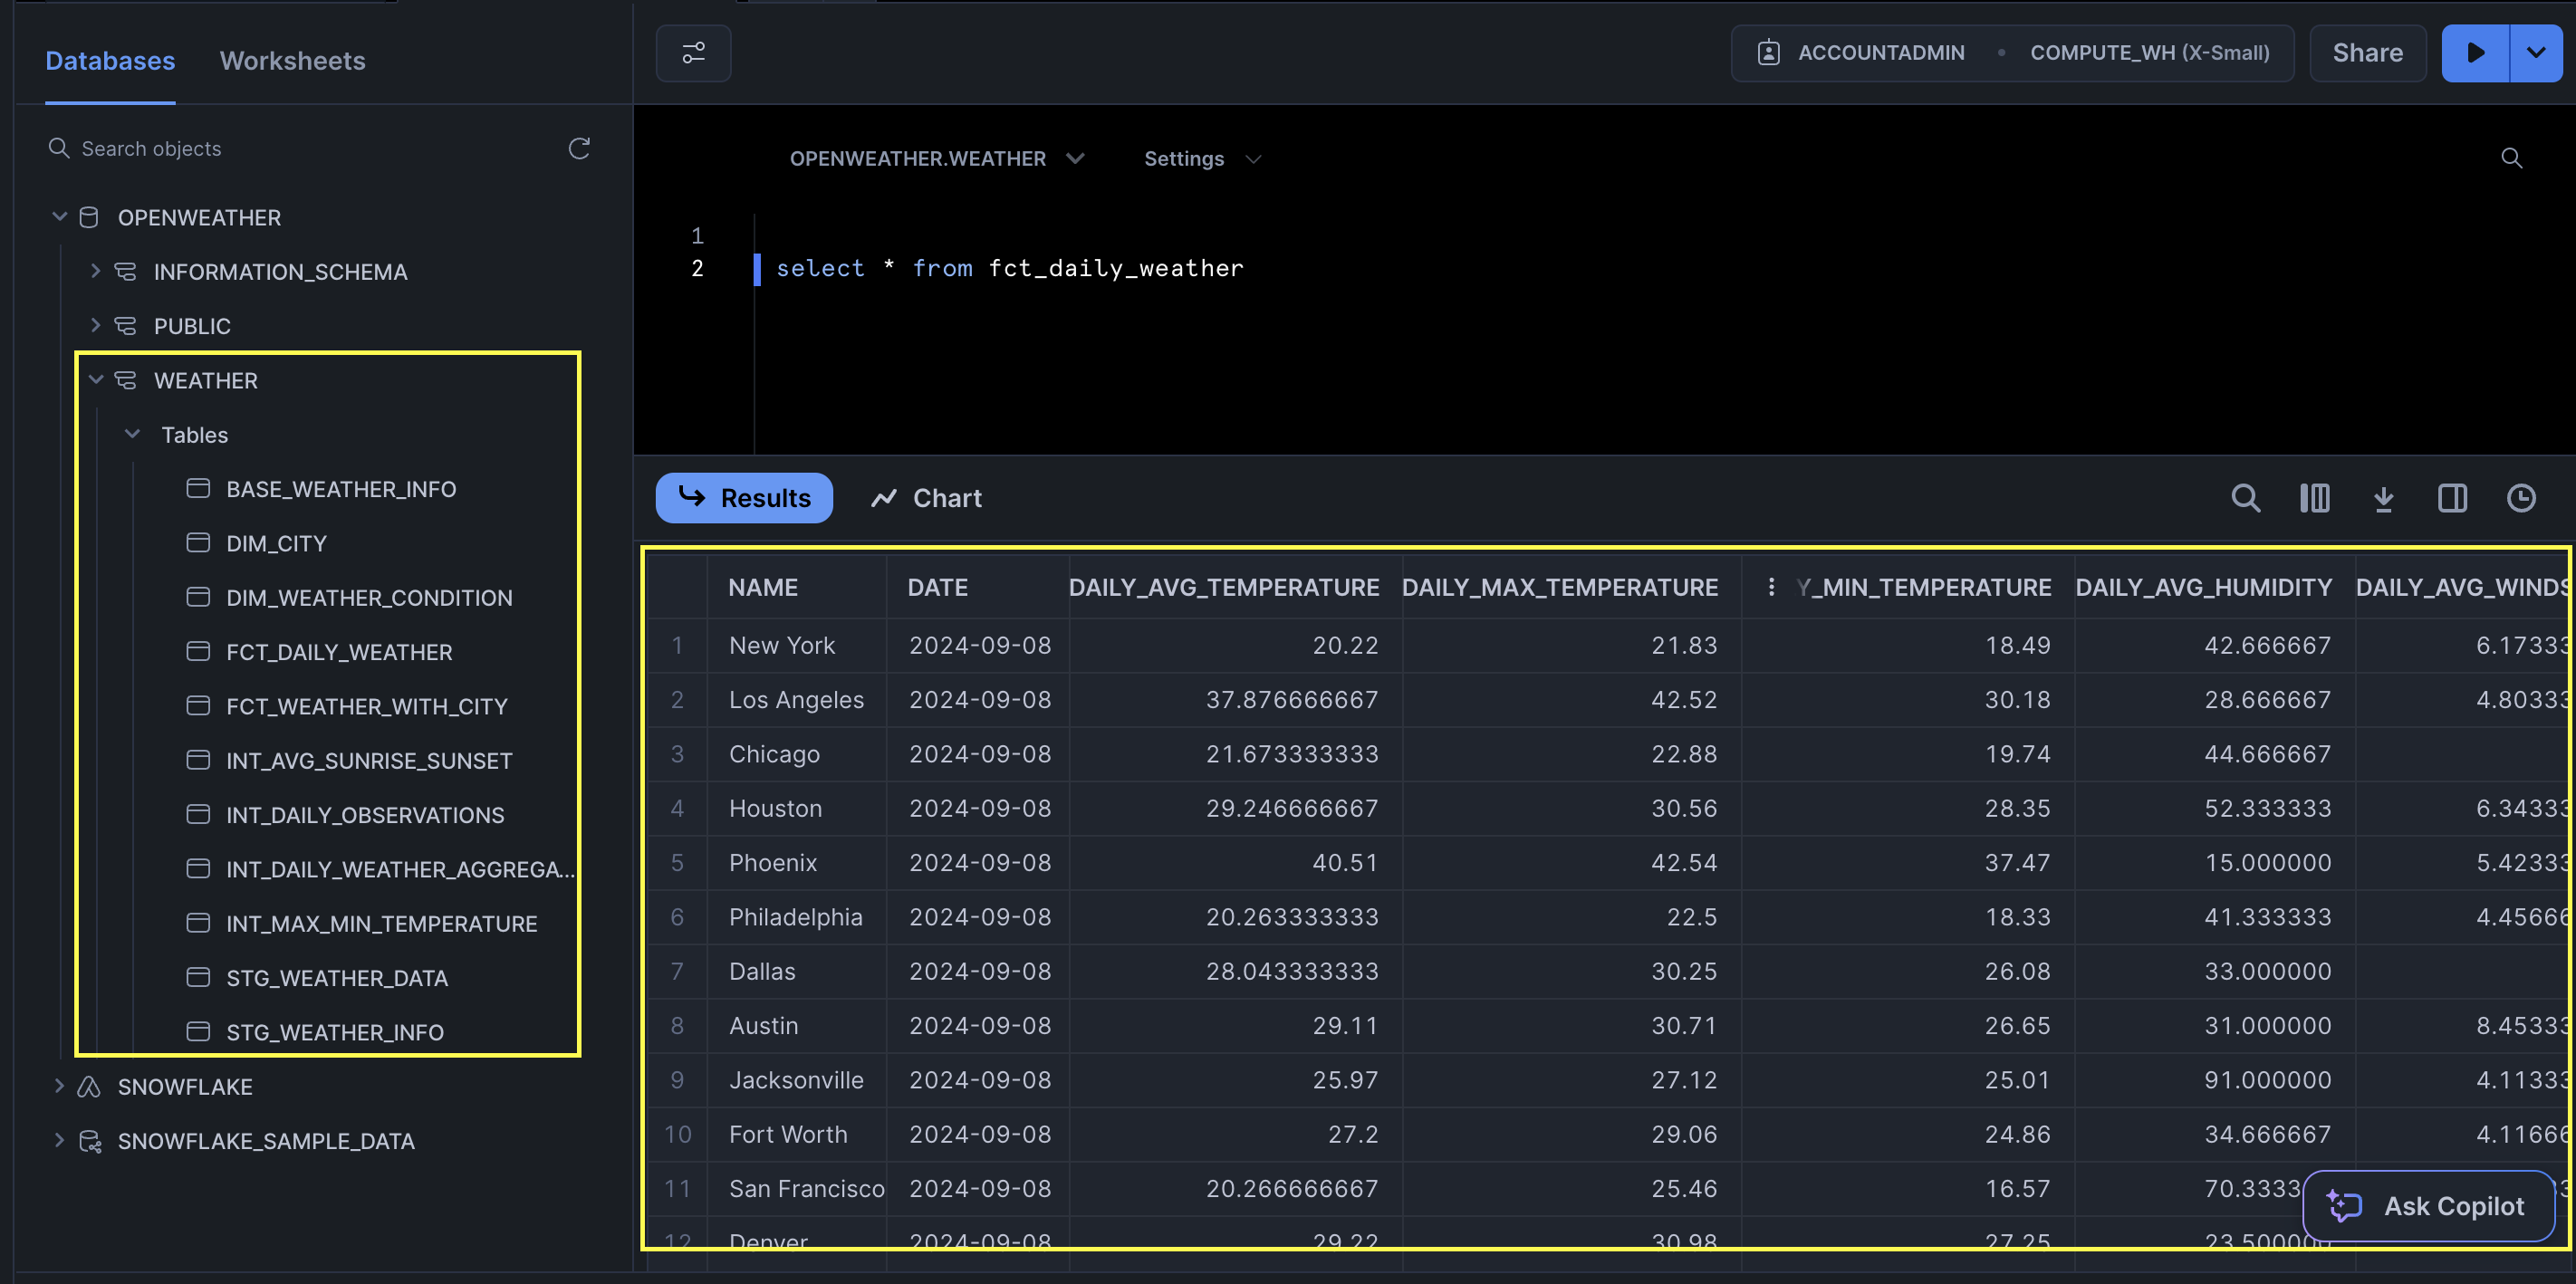 Databases Worksheets
ACCOUNTADMIN • COMPUTE_WH (X-Small) Share
Search objects
OPENWEATHER
INFORMATION_SCHEMA
PUBLIC
WEATHER
Tables
BASE_WEATHER_INFO
DIM_CITY
DIM_WEATHER_CONDITION
FCT_DAILY_WEATHER
FCT_WEATHER_WITH_CITY
INT_AVG_SUNRISE_SUNSET
INT_DAILY_OBSERVATIONS
INT_DAILY_WEATHER_AGGREGA...
INT_MAX_MIN_TEMPERATURE
STG_WEATHER_DATA
STG_WEATHER_INFO
SNOWFLAKE
SNOWFLAKE_SAMPLE_DATA
OPENWEATHER.WEATHER Settings
1
2 select * from fct_daily_weather
Results Chart
NAME DATE DAILY_AVG_TEMPERATURE DAILY_MAX_TEMPERATURE Y_MIN_TEMPERATURE DAILY_AVG_HUMIDITY DAILY_AVG_WINDS
1 New York 2024-09-08 20.22 21.83 18.49 42.666667 6.17333
2 Los Angeles 2024-09-08 37.876666667 42.52 30.18 28.666667 4.80333
3 Chicago 2024-09-08 21.673333333 22.88 19.74 44.666667
4 Houston 2024-09-08 29.246666667 30.56 28.35 52.333333 6.34333
5 Phoenix 2024-09-08 40.51 42.54 37.47 15.000000 5.42333
6 Philadelphia 2024-09-08 20.263333333 22.5 18.33 41.333333 4.45666
7 Dallas 2024-09-08 28.043333333 30.25 26.08 33.000000
8 Austin 2024-09-08 29.11 30.71 26.65 31.000000 8.45333
9 Jacksonville 2024-09-08 25.97 27.12 25.01 91.000000 4.11333
10 Fort Worth 2024-09-08 27.2 29.06 24.86 34.666667 4.11666
11 San Francisco 2024-09-08 20.266666667 25.46 16.57 70.3333
12 Denver 2024-09-08 29.22 30.98 27.25 23.50000
Ask Copilot